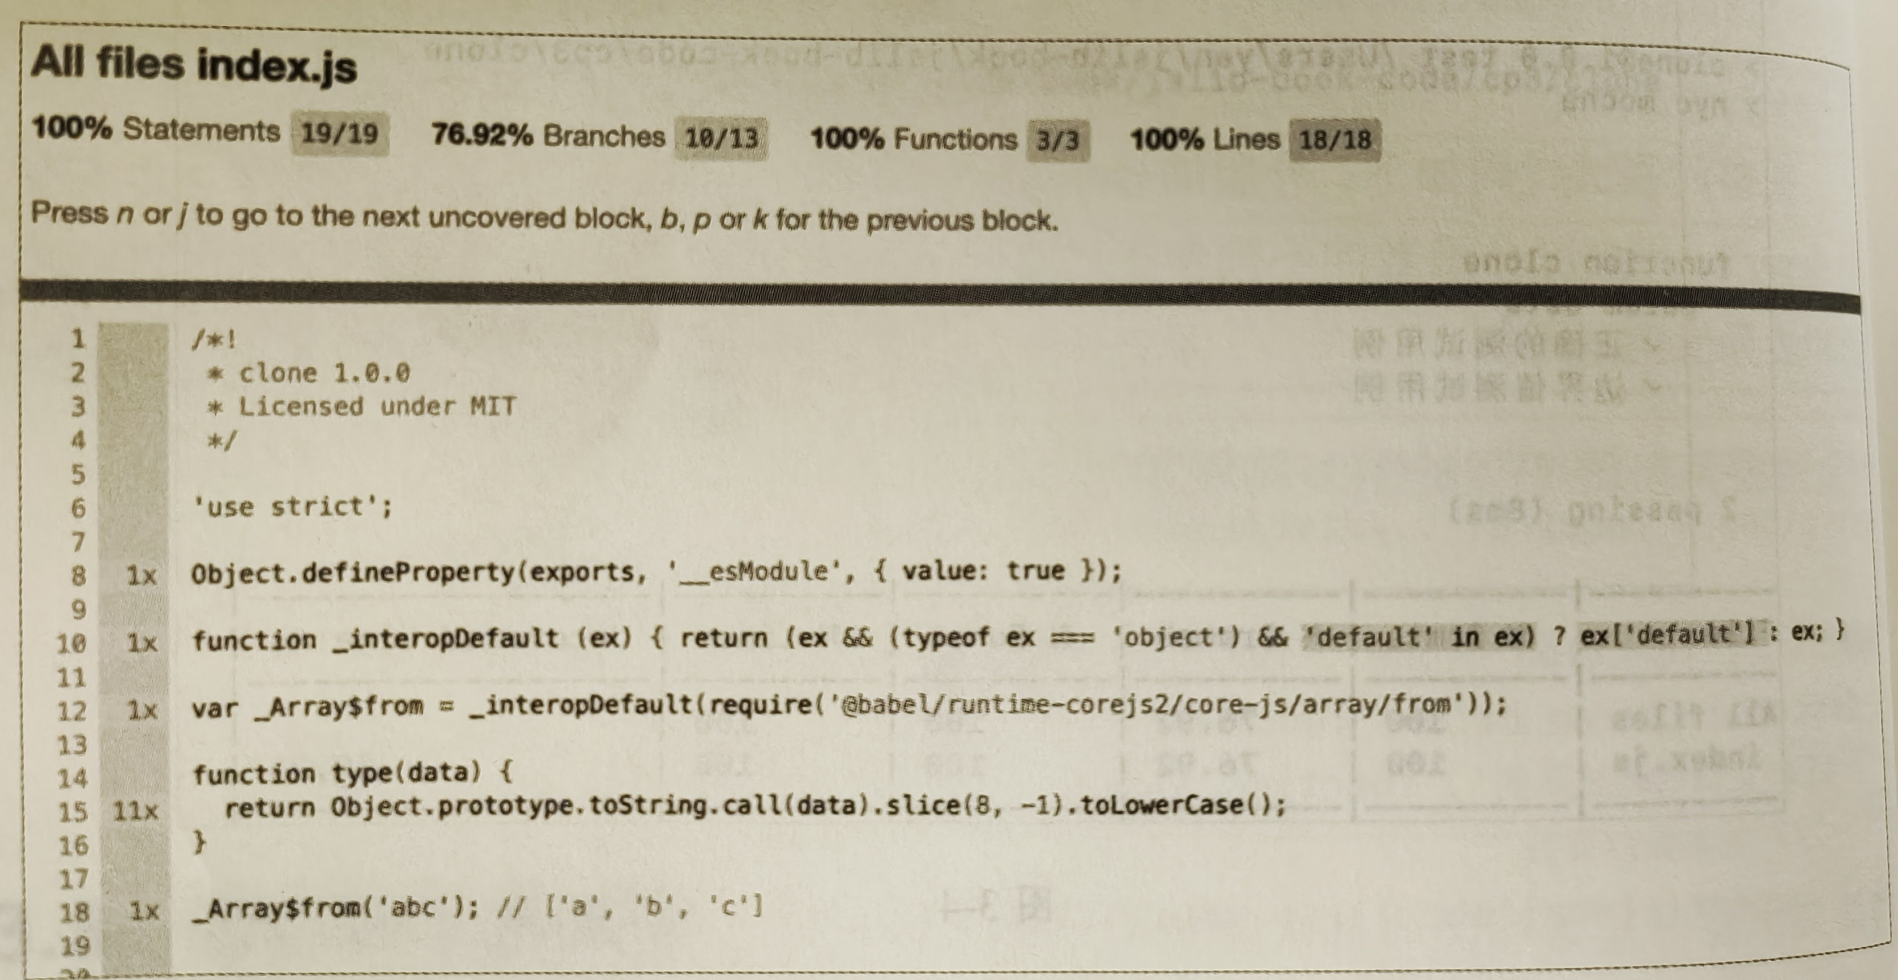 All files index.js
100% Statements 19/19 76.92% Branches 10/13 100% Functions 3/3 100% Lines 18/18
Press n or j to go to the next uncovered block, b, p or k for the previous block.
1 /*!
2 * clone 1.0.0
3 * Licensed under MIT
4 */
5
6 'use strict';
7
8 1x Object.defineProperty(exports, '__esModule', { value: true });
9
10 1x function _interopDefault (ex) { return (ex && (typeof ex === 'object') && 'default' in ex) ? ex['default'] : ex; }
11
12 1x var _Array$from = _interopDefault(require('@babel/runtime-corejs2/core-js/array/from'));
13
14 function type(data) {
15 11x return Object.prototype.toString.call(data).slice(8, -1).toLowerCase();
16 }
17
18 1x _Array$from('abc'); // ['a', 'b', 'c']
19